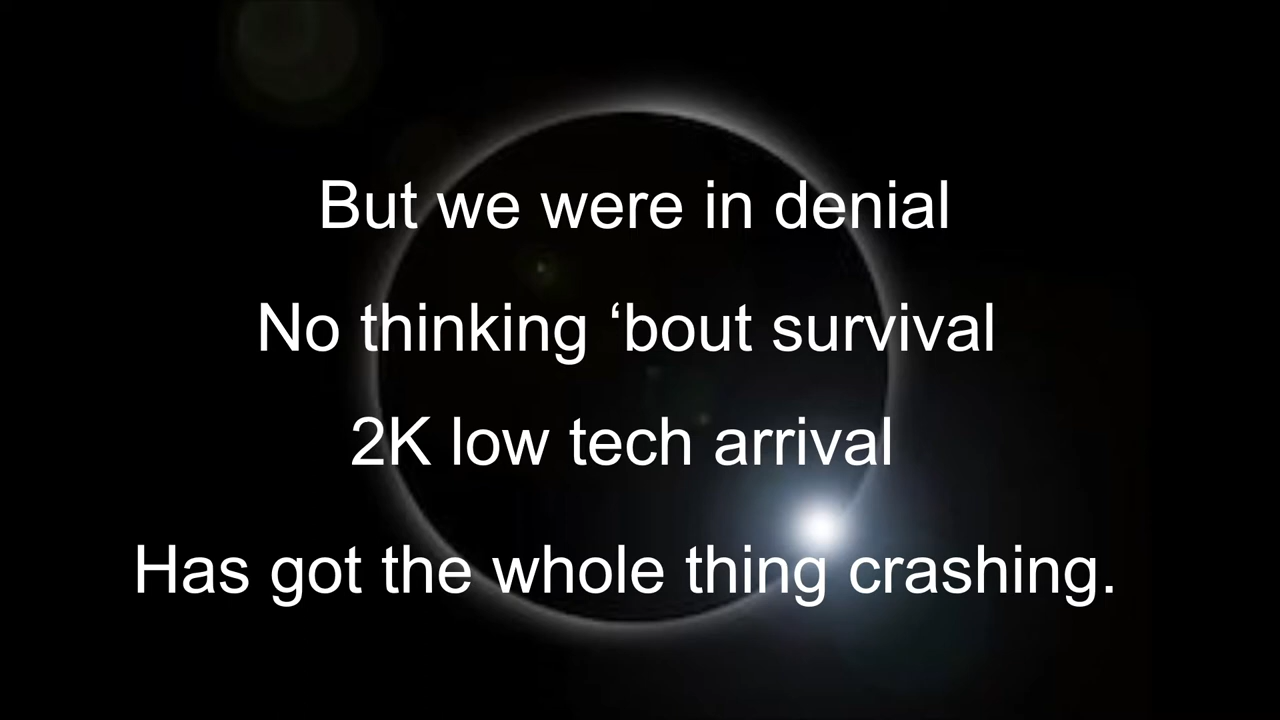 But we were in denial
No thinking ‘bout survival
2K low tech arrival
Has got the whole thing crashing.